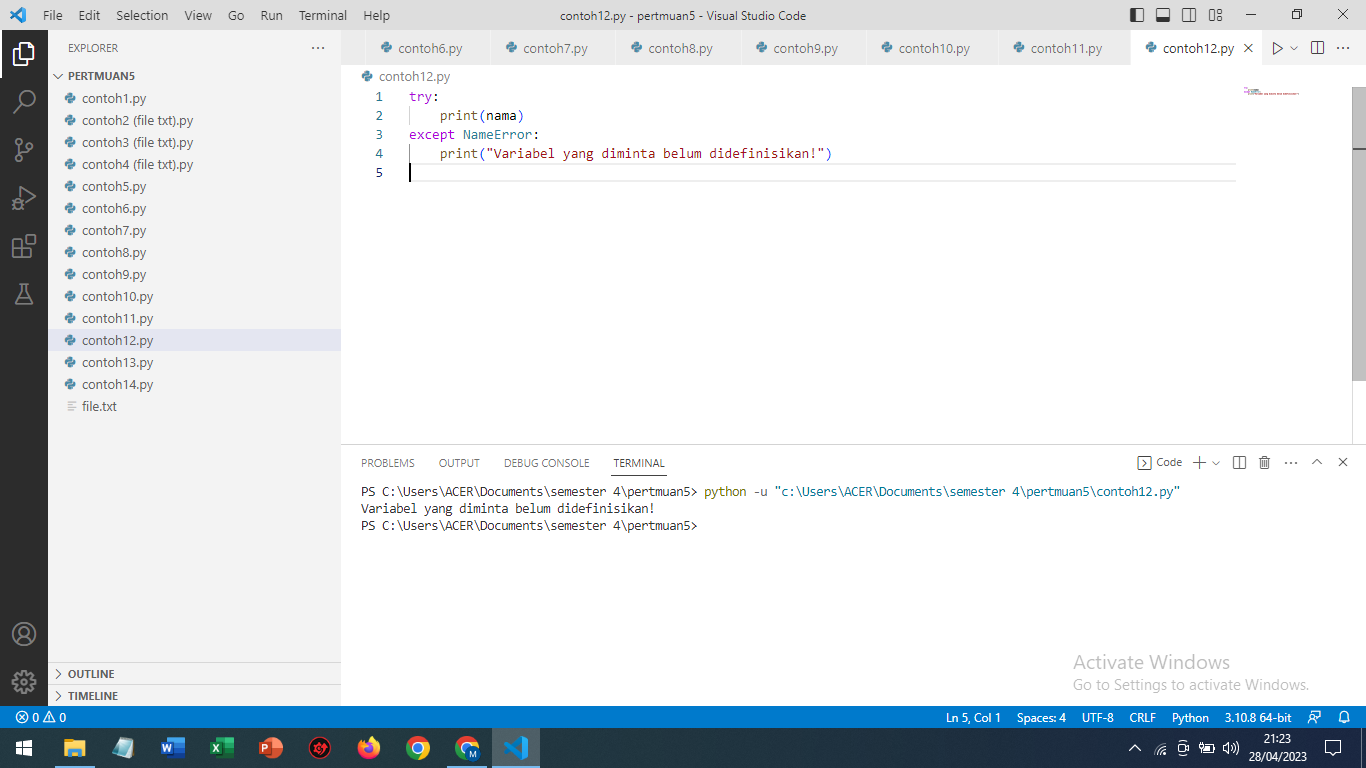 File Edit Selection View Go Run Terminal Help
contoh12.py - pertmuan5 - Visual Studio Code
EXPLORER
PERTMUAN5
contoh1.py
contoh2 (file txt).py
contoh3 (file txt).py
contoh4 (file txt).py
contoh5.py
contoh6.py
contoh7.py
contoh8.py
contoh9.py
contoh10.py
contoh11.py
contoh12.py
contoh13.py
contoh14.py
file.txt
OUTLINE
TIMELINE
contoh6.py contoh7.py contoh8.py contoh9.py contoh10.py contoh11.py contoh12.py
contoh12.py
1 try:
2 print(nama)
3 except NameError:
4 print("Variabel yang diminta belum didefinisikan!")
5
PROBLEMS OUTPUT DEBUG CONSOLE TERMINAL
Code
PS C:\Users\ACER\Documents\semester 4\pertmuan5> python -u "c:\Users\ACER\Documents\semester 4\pertmuan5\contoh12.py"
Variabel yang diminta belum didefinisikan!
PS C:\Users\ACER\Documents\semester 4\pertmuan5>
Activate Windows
Go to Settings to activate Windows.
0 0 Ln 5, Col 1 Spaces: 4 UTF-8 CRLF Python 3.10.8 64-bit
21:23
28/04/2023